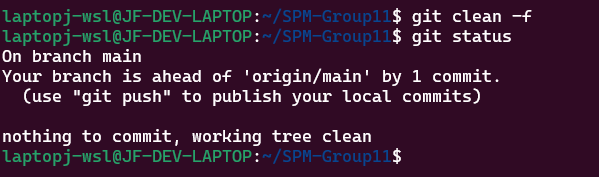 laptopj-wsl@JF-DEV-LAPTOP:~/SPM-Group11$ git clean -f
laptopj-wsl@JF-DEV-LAPTOP:~/SPM-Group11$ git status
On branch main
Your branch is ahead of 'origin/main' by 1 commit.
  (use "git push" to publish your local commits)

nothing to commit, working tree clean
laptopj-wsl@JF-DEV-LAPTOP:~/SPM-Group11$